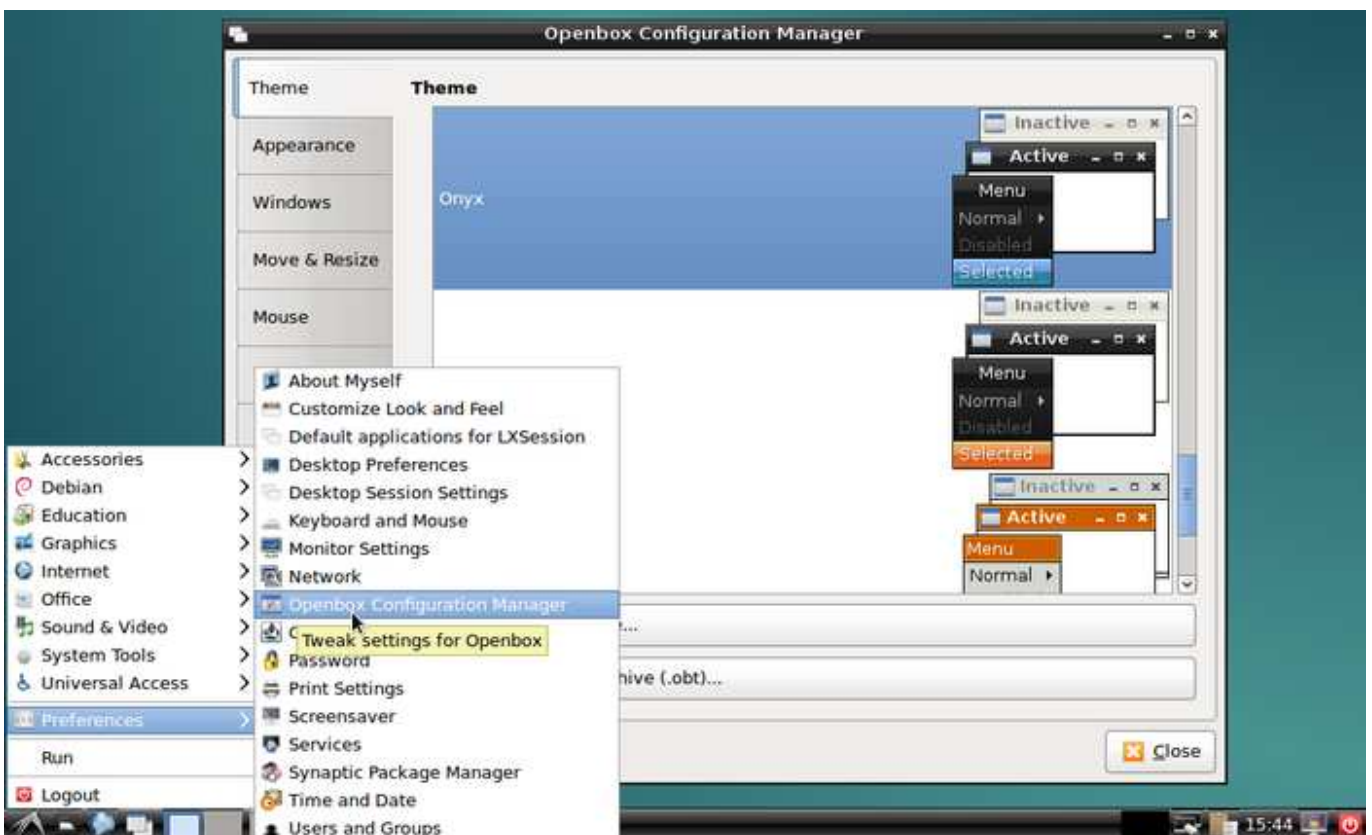 Openbox Configuration Manager
Theme
Appearance
Windows
Move & Resize
Mouse
Theme
Onyx
Inactive
Active
Menu
Normal
Disabled
Selected
Inactive
Active
Menu
Normal
Disabled
Selected
Inactive
Active
Menu
Normal
...
hive (.obt)...
Close
About Myself
Customize Look and Feel
Default applications for LXSession
Desktop Preferences
Desktop Session Settings
Keyboard and Mouse
Monitor Settings
Network
Openbox Configuration Manager
Tweak settings for Openbox
Password
Print Settings
Screensaver
Services
Synaptic Package Manager
Time and Date
Users and Groups
Accessories
Debian
Education
Graphics
Internet
Office
Sound & Video
System Tools
Universal Access
Preferences
Run
Logout
15:44